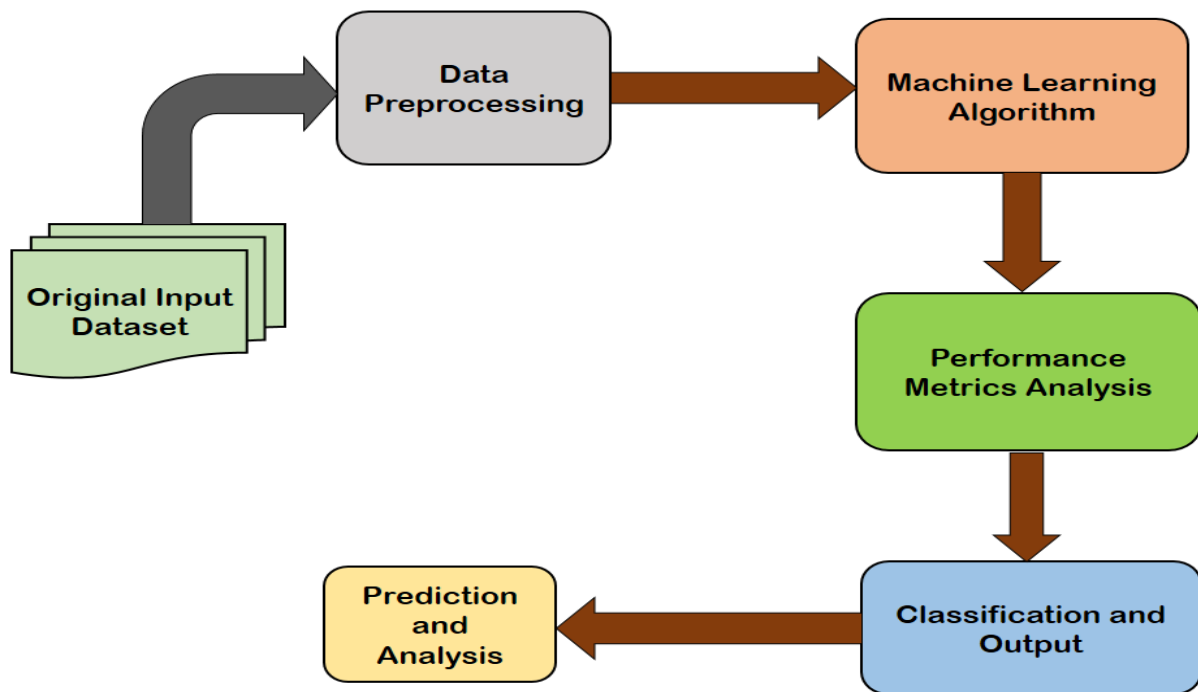 Original Input
Dataset
Data
Preprocessing
Machine Learning
Algorithm
Performance
Metrics Analysis
Classification and
Output
Prediction
and
Analysis